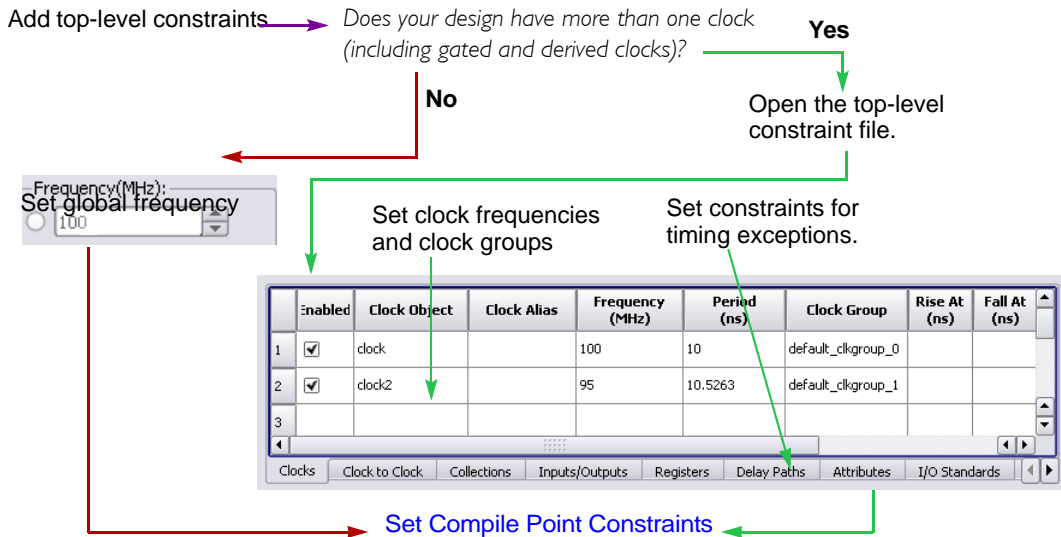 Add top-level constraints
Does your design have more than one clock
(including gated and derived clocks)?
Yes
No
Open the top-level
constraint file.
Frequency(MHz):
Set global frequency
100
Set clock frequencies
and clock groups
Set constraints for
timing exceptions.
Enabled Clock Object Clock Alias Frequency (MHz) Period (ns) Clock Group Rise At (ns) Fall At (ns)
1 clock 100 10 default_clkgroup_0
2 clock2 95 10.5263 default_clkgroup_1
3
Clocks Clock to Clock Collections Inputs/Outputs Registers Delay Paths Attributes I/O Standards
Set Compile Point Constraints